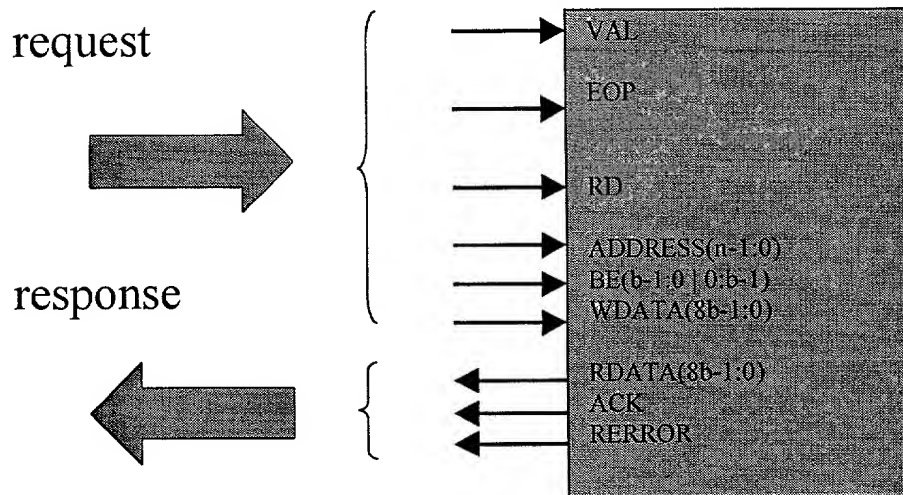 request
VAL
EOP
RD
ADDRESS(n-1:0)
BE(b-1:0 | 0:b-1)
WDATA(8b-1:0)
response
RDATA(8b-1:0)
ACK
RERROR